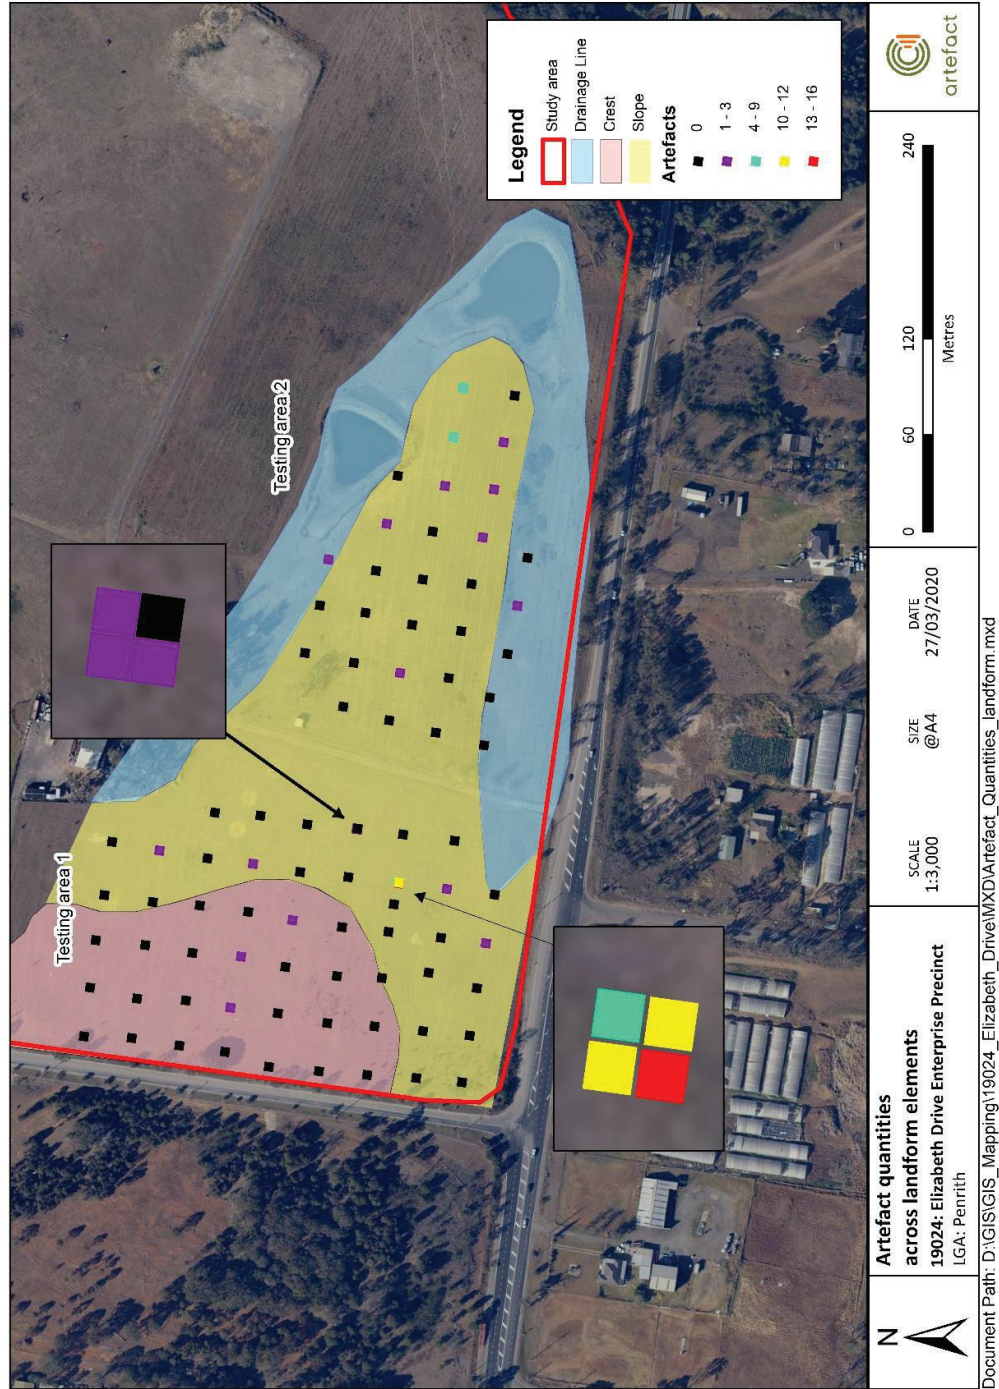 Testing area 1
Testing area 2
Legend
Study area
Drainage Line
Crest
Slope
Artefacts
0
1 - 3
4 - 9
10 - 12
13 - 16
N
Artefact quantities
across landform elements
19024: Elizabeth Drive Enterprise Precinct
LGA: Penrith
SCALE
1:3,000
SIZE
@A4
DATE
27/03/2020
0 60 120 240
Metres
artefact
Document Path: D:\GIS\GIS_Mapping\19024_Elizabeth_Drive\MXD\Artefact_Quantities_landform.mxd